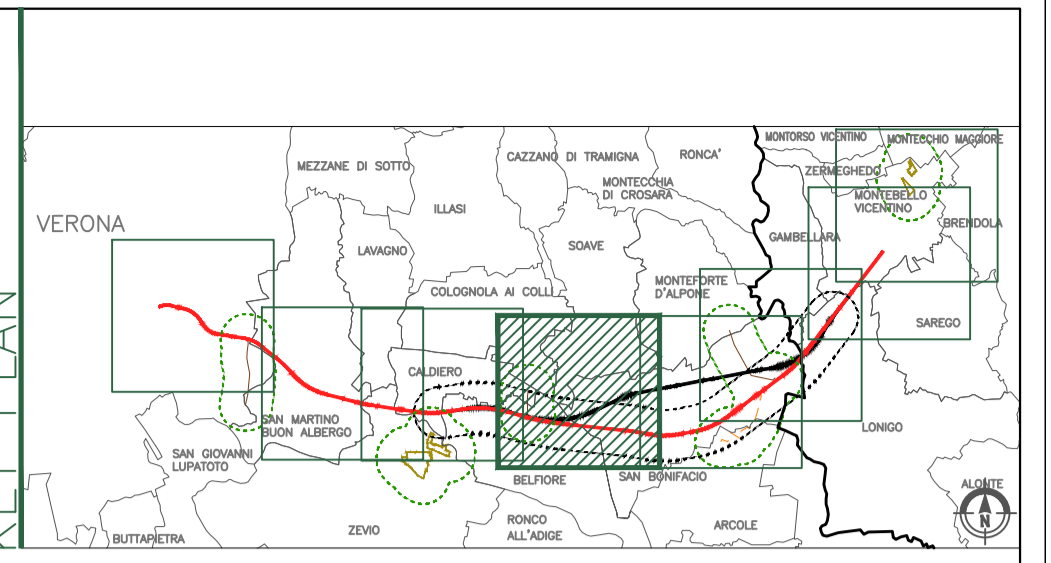 MONTORSO VICENTINO
MONTECCHIO MAGGIORE
MEZZANE DI SOTTO
CAZZANO DI TRAMIGNA
RONCA'
ZERMEGHEDO
MONTECCHIA
DI CROSARA
MONTEBELLO
VICENTINO
ILLASI
VERONA
BRENDOLA
GAMBELLARA
LAVAGNO
SOAVE
MONTEFORTE
D'ALPONE
COLOGNOLA AI COLLI
SAREGO
CALDIERO
SAN MARTINO
BUON ALBERGO
LONIGO
SAN GIOVANNI
LUPATOTO
BELFIORE
SAN BONIFACIO
ALONTE
RONCO
ALL'ADIGE
ARCOLE
ZEVIO
BUTTAPIETRA
N